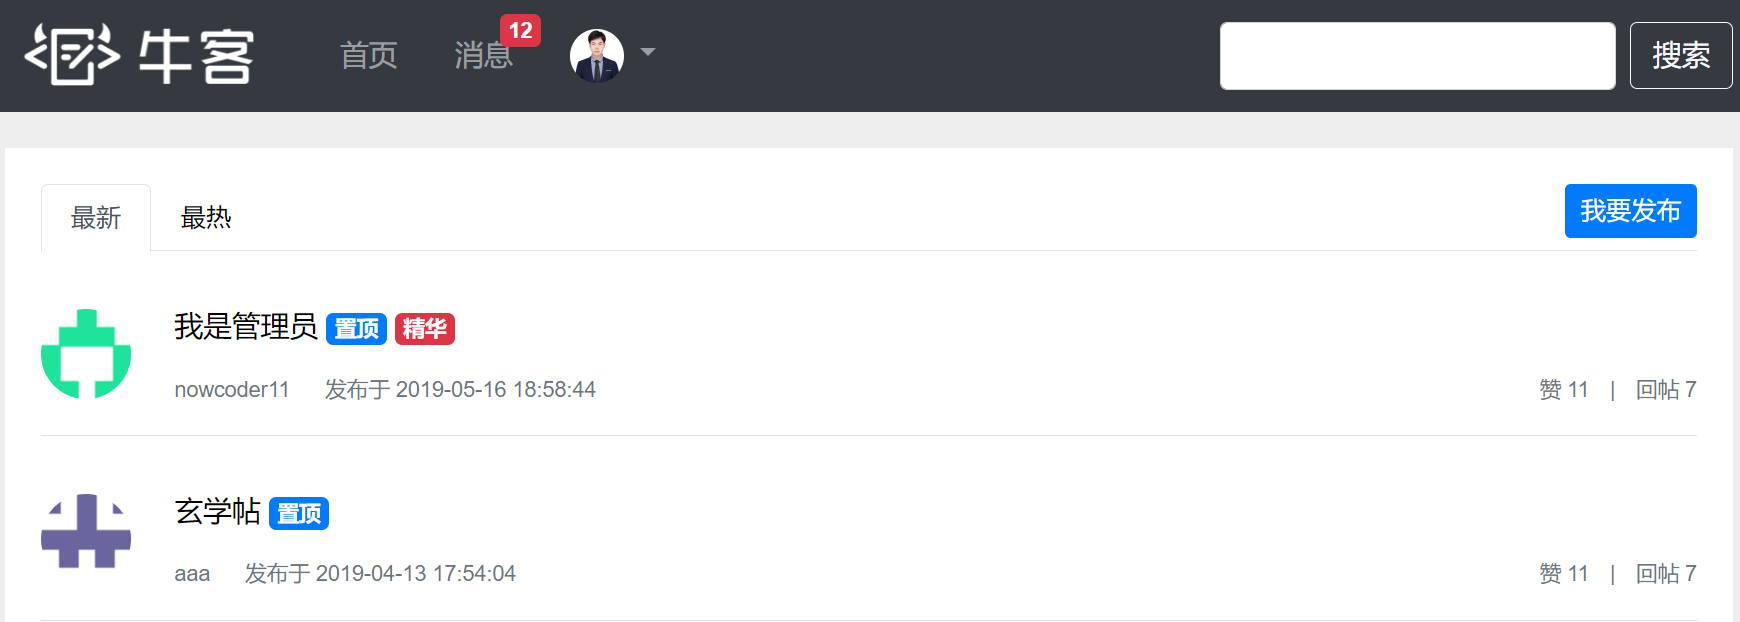 牛客 首页 消息 12 搜索
最新 最热 我要发布
我是管理员 置顶 精华
nowcoder11 发布于 2019-05-16 18:58:44 赞 11 | 回帖 7
玄学帖 置顶
aaa 发布于 2019-04-13 17:54:04 赞 11 | 回帖 7